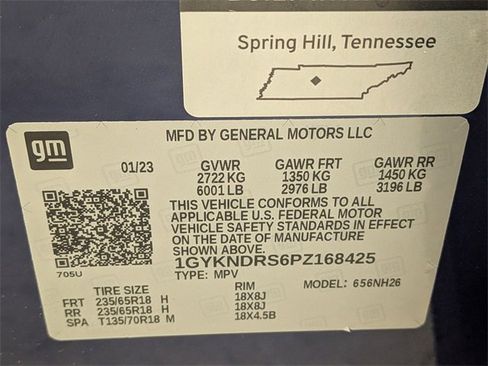 Spring Hill, Tennessee
gm
MFD BY GENERAL MOTORS LLC
01/23 GVWR GAWR FRT GAWR RR
2722 KG 1350 KG 1450 KG
6001 LB 2976 LB 3196 LB
THIS VEHICLE CONFORMS TO ALL
APPLICABLE U.S. FEDERAL MOTOR
VEHICLE SAFETY STANDARDS IN EFFECT
ON THE DATE OF MANUFACTURE
SHOWN ABOVE.
705U
1GYKNDRS6PZ168425
TYPE: MPV
TIRE SIZE RIM MODEL: 656NH26
FRT 235/65R18 H 18X8J
RR 235/65R18 H 18X8J
SPA T135/70R18 M 18X4.5B